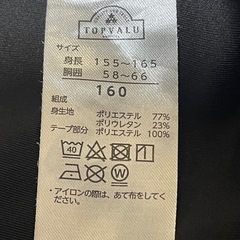 TOPVALU
サイズ
身長 155～165
胴囲 58～66
160
組成
身生地 ポリエステル 77%
ポリウレタン 23%
テープ部分 ポリエステル 100%
40
※アイロンの際は、あて布をしてください